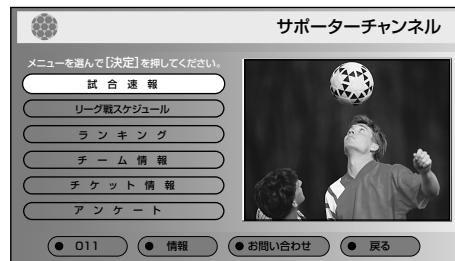 サポーターチャンネル
メニューを選んで[決定]を押してください。
試合速報
リーグ戦スケジュール
ランキング
チーム情報
チケット情報
アンケート
● 011 ● 情報 ● お問い合わせ ● 戻る